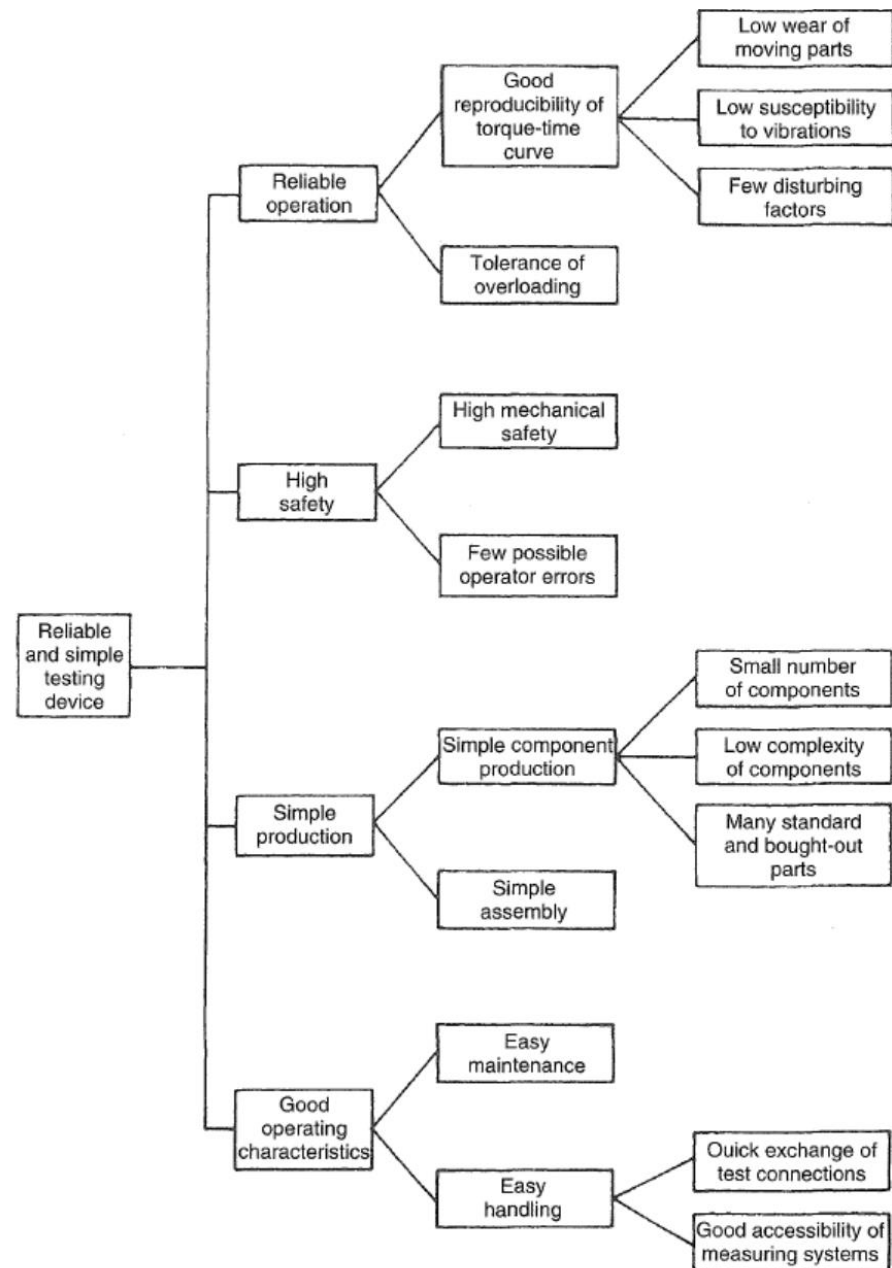 Reliable
and simple
testing
device
Reliable
operation
Good
reproducibility of
torque-time
curve
Low wear of
moving parts
Low susceptibility
to vibrations
Few disturbing
factors
Tolerance of
overloading
High
safety
High mechanical
safety
Few possible
operator errors
Simple
production
Simple component
production
Small number
of components
Low complexity
of components
Many standard
and bought-out
parts
Simple
assembly
Good
operating
characteristics
Easy
maintenance
Easy
handling
Ouick exchange of
test connections
Good accessibility of
measuring systems